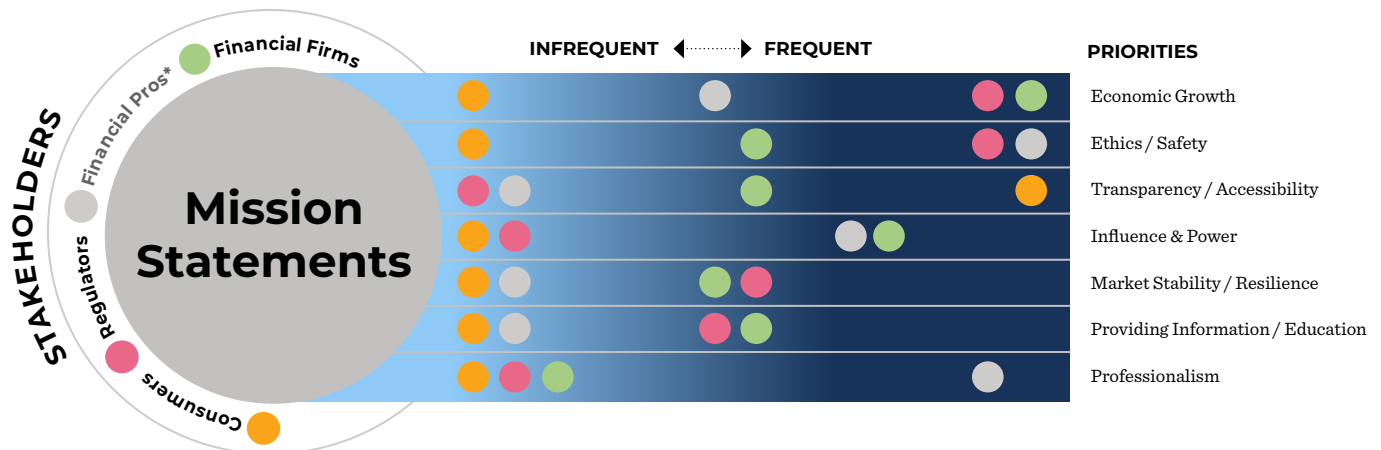 STAKEHOLDERS
Financial Firms
Financial Pros*
Regulators
Consumers
Mission
Statements
INFREQUENT FREQUENT
PRIORITIES
Economic Growth
Ethics / Safety
Transparency / Accessibility
Influence & Power
Market Stability / Resilience
Providing Information / Education
Professionalism